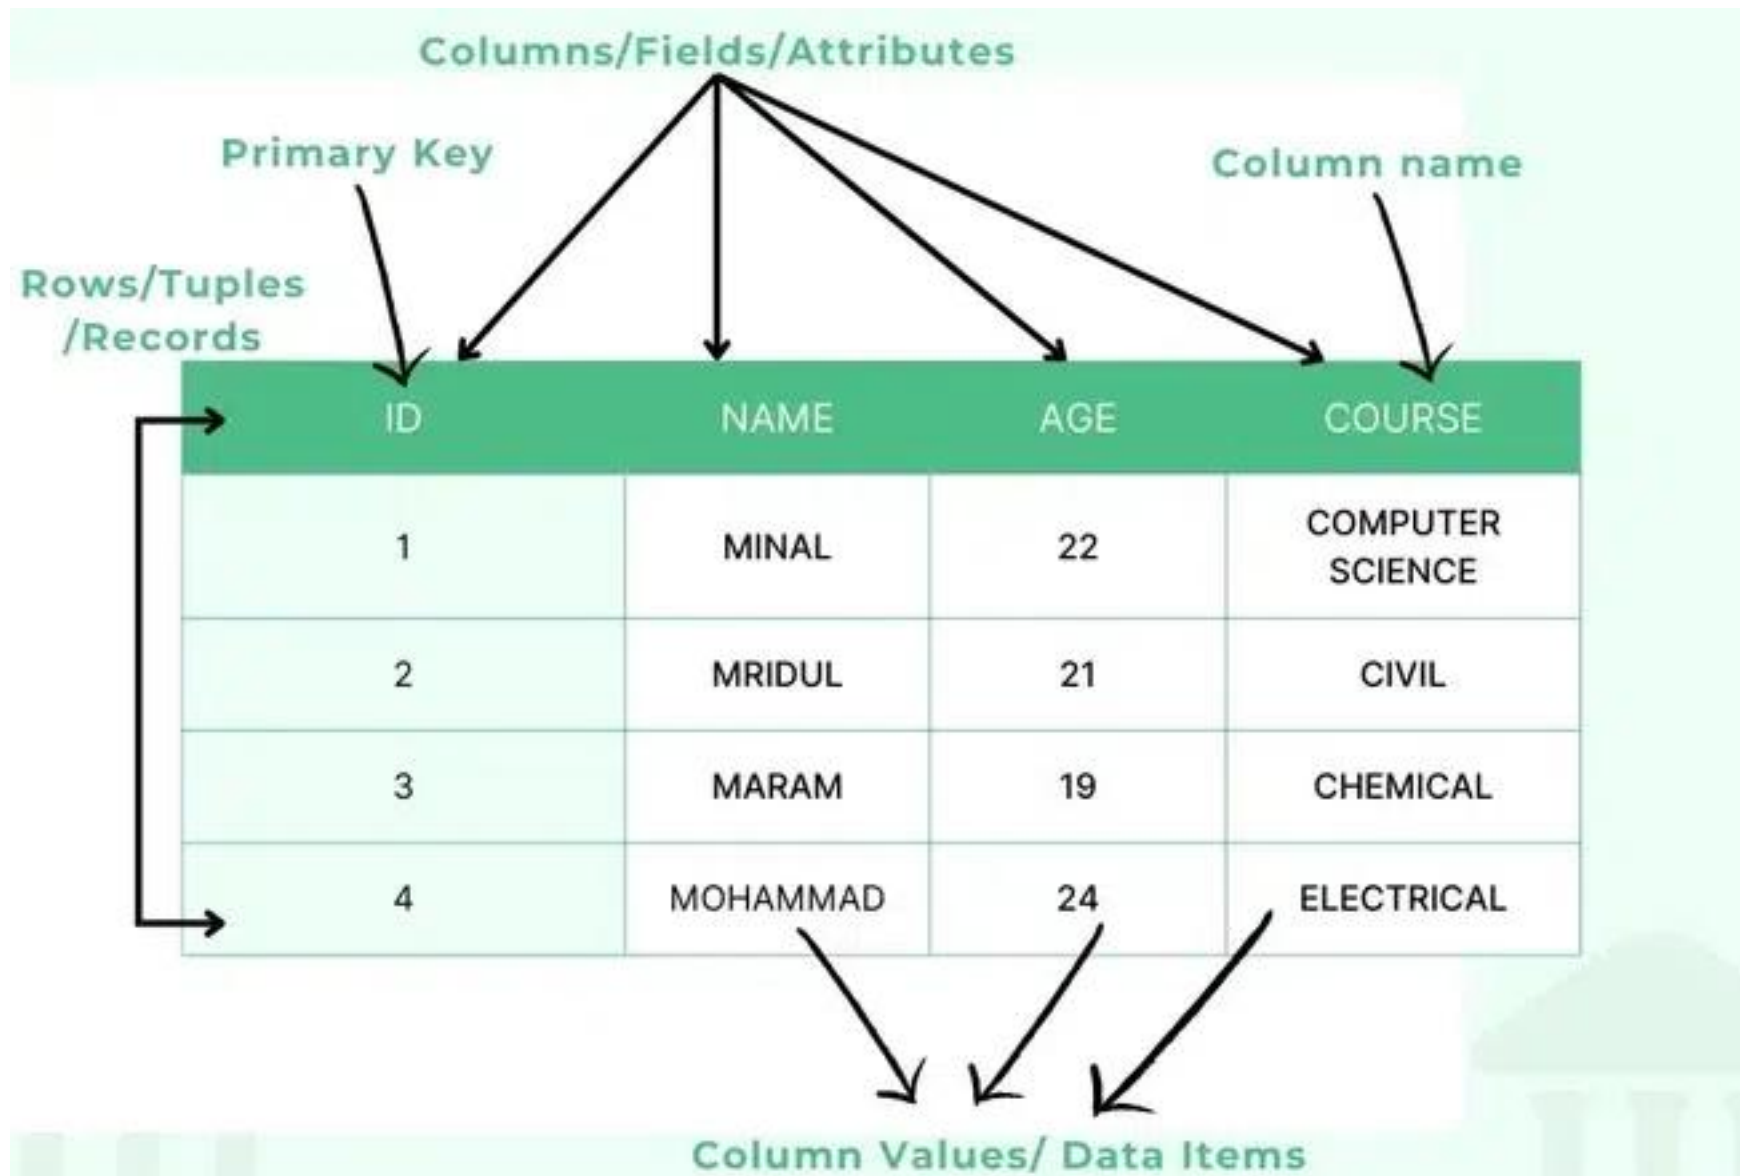 Columns/Fields/Attributes
Primary Key
Column name
Rows/Tuples
/Records
ID NAME AGE COURSE
1 MINAL 22 COMPUTER
SCIENCE
2 MRIDUL 21 CIVIL
3 MARAM 19 CHEMICAL
4 MOHAMMAD 24 ELECTRICAL
Column Values/ Data Items